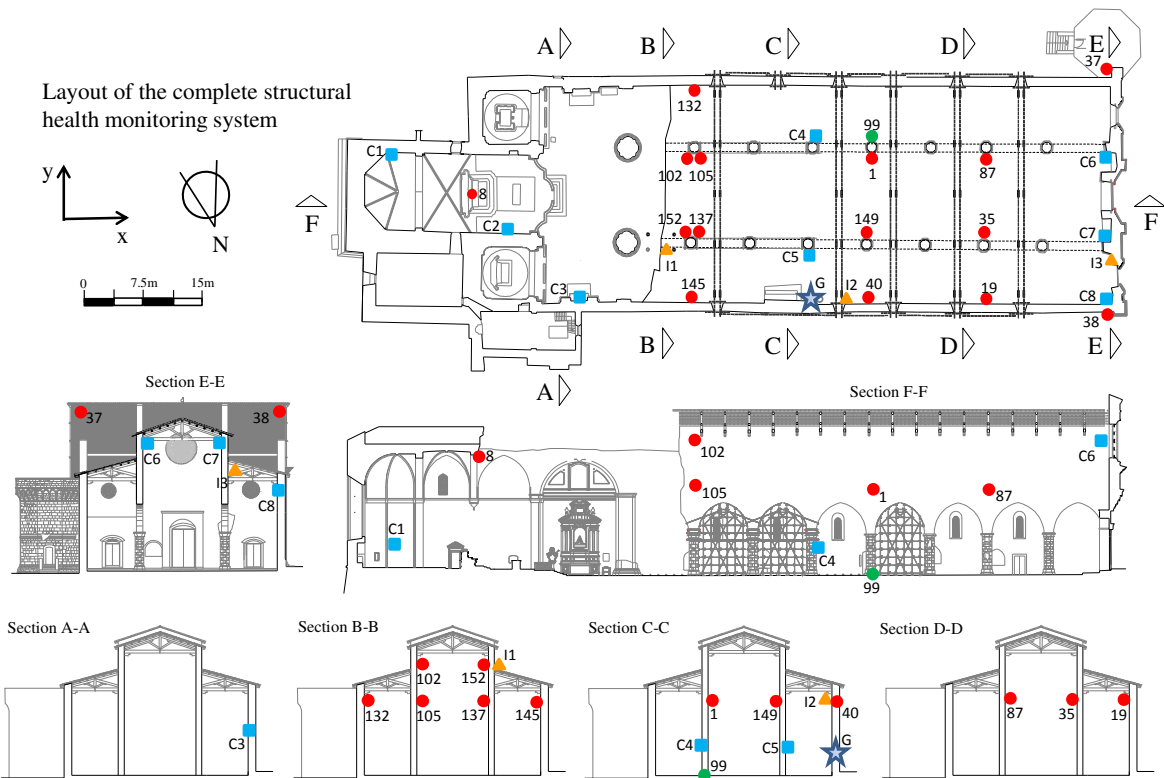 A
B
C
D
E
37
Layout of the complete structural
health monitoring system
132
C4
99
C1
102
105
1
87
C6
y
8
x
N
F
F
C2
152
137
149
35
C7
I1
C5
I3
0
7.5m
15m
C3
145
G
I2
40
19
C8
38
B
C
D
E
A
Section E-E
Section F-F
37
38
C6
C7
I3
C8
102
8
C6
105
1
87
C1
C4
99
Section A-A
Section B-B
Section C-C
Section D-D
C3
102
152
I1
132
105
137
145
1
149
I2
40
C4
C5
G
99
87
35
19